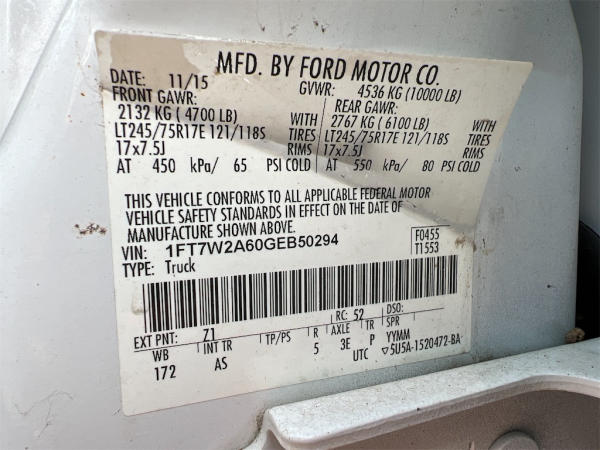 MFD. BY FORD MOTOR CO.
DATE: 11/15 GVWR: 4536 KG (10000 LB)
FRONT GAWR: REAR GAWR:
2132 KG ( 4700 LB) WITH 2767 KG ( 6100 LB) WITH
LT245/75R17E 121/118S TIRES LT245/75R17E 121/118S TIRES
17x7.5J RIMS 17x7.5J RIMS
AT 450 kPa/ 65 PSI COLD AT 550 kPa/ 80 PSI COLD
THIS VEHICLE CONFORMS TO ALL APPLICABLE FEDERAL MOTOR
VEHICLE SAFETY STANDARDS IN EFFECT ON THE DATE OF
MANUFACTURE SHOWN ABOVE.
VIN: 1FT7W2A60GEB50294 F0455
TYPE: Truck T1553
EXT PNT: Z1 RC: 52 DSO:
WB INT TR TP/PS R AXLE TR SPR
172 AS 5 3E P YYMM
UTC ▽5U5A-1520472-BA